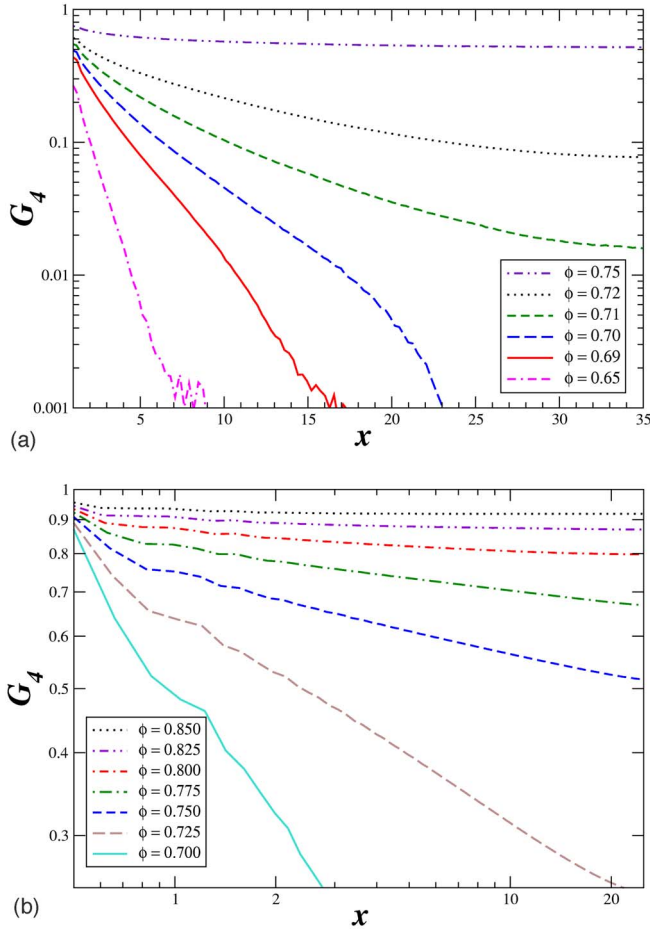 1
0.1
0.01
0.001
G4
5
10
15
20
25
30
35
x
ϕ = 0.75
ϕ = 0.72
ϕ = 0.71
ϕ = 0.70
ϕ = 0.69
ϕ = 0.65
(a)
1
0.9
0.8
0.7
0.6
0.5
0.4
0.3
G4
1
2
10
20
x
ϕ = 0.850
ϕ = 0.825
ϕ = 0.800
ϕ = 0.775
ϕ = 0.750
ϕ = 0.725
ϕ = 0.700
(b)